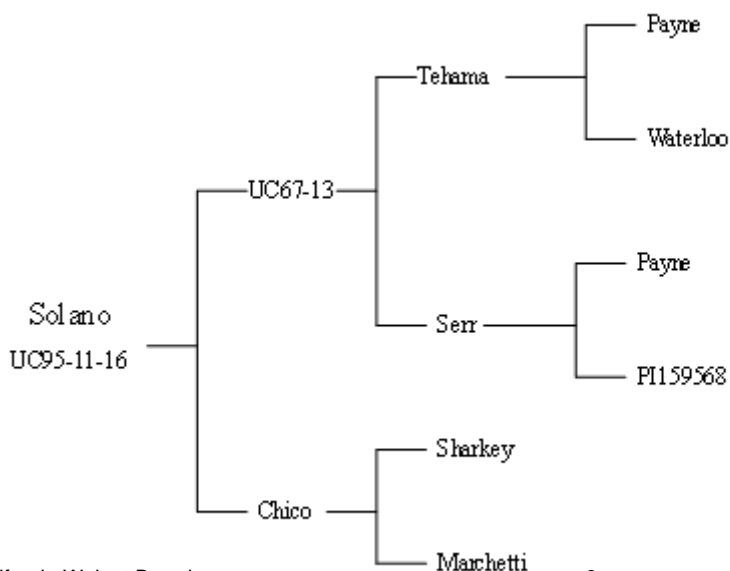 Payne
Tehama
Waterloo
UC67-13
Payne
Solano
Serr
UC95-11-16
PI159568
Sharkey
Chico
Marchetti